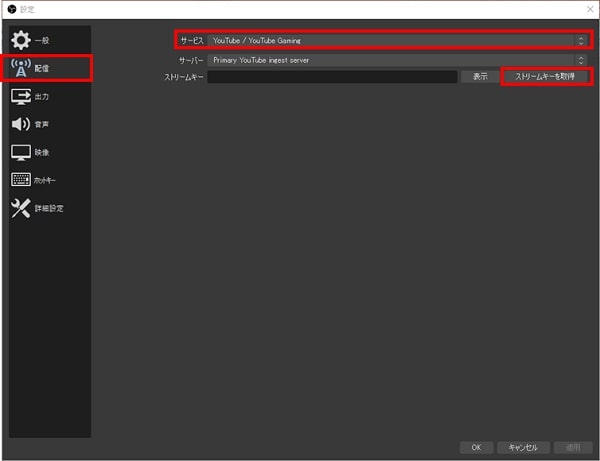 設定
一般
配信
出力
音声
映像
ホットキー
詳細設定
サービス YouTube / YouTube Gaming
サーバー Primary YouTube ingest server
ストリームキー 表示 ストリームキーを取得
OK キャンセル 適用